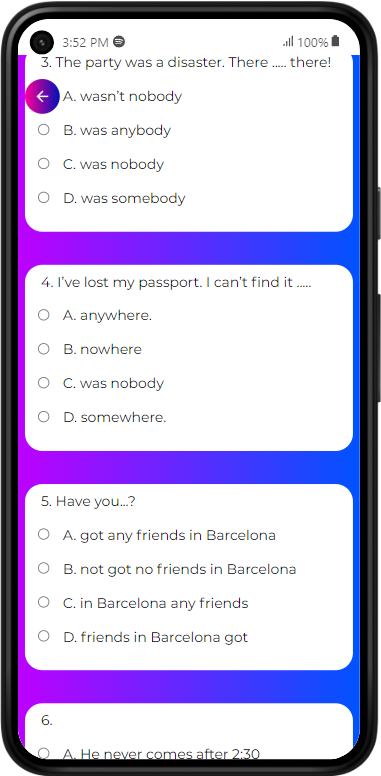 3:52 PM 100%
3. The party was a disaster. There ..... there!
A. wasn't nobody
B. was anybody
C. was nobody
D. was somebody
4. I've lost my passport. I can't find it .....
A. anywhere.
B. nowhere
C. was nobody
D. somewhere.
5. Have you...?
A. got any friends in Barcelona
B. not got no friends in Barcelona
C. in Barcelona any friends
D. friends in Barcelona got
6.
A. He never comes after 2:30